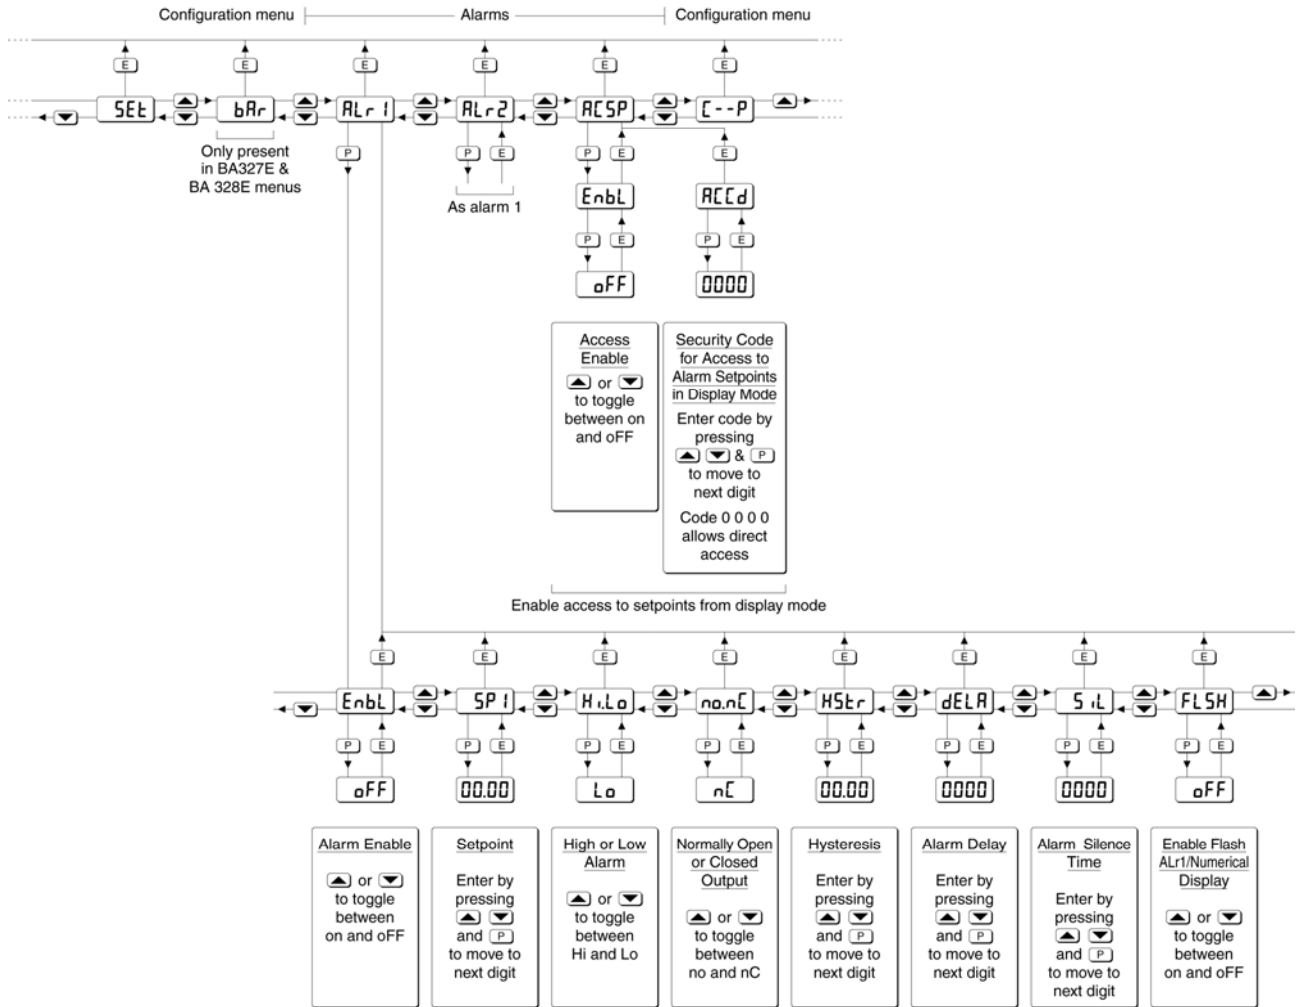 Configuration menu
Alarms
Configuration menu
E E E E E E
SEt bAr ALr1 ALr2 ACSP C--P
Only present
in BA327E &
BA 328E menus
P
P E
As alarm 1
P E
E
EnbL
ACCd
P E
P E
oFF
0000
Access
Enable
or
to toggle
between on
and oFF
Security Code
for Access to
Alarm Setpoints
in Display Mode
Enter code by
pressing
& P
to move to
next digit
Code 0 0 0 0
allows direct
access
Enable access to setpoints from display mode
E E E E E E E E
EnbL SP1 Hi.Lo no.nC HStr dELA SiL FLSH
P E P E P E P E P E P E P E P E
oFF 00.00 Lo nC 00.00 0000 0000 oFF
Alarm Enable
or
to toggle
between
on and oFF
Setpoint
Enter by
pressing
and P
to move to
next digit
High or Low
Alarm
or
to toggle
between
Hi and Lo
Normally Open
or Closed
Output
or
to toggle
between
no and nC
Hysteresis
Enter by
pressing
and P
to move to
next digit
Alarm Delay
Enter by
pressing
and P
to move to
next digit
Alarm Silence
Time
Enter by
pressing
and P
to move to
next digit
Enable Flash
ALr1/Numerical
Display
or
to toggle
between
on and oFF